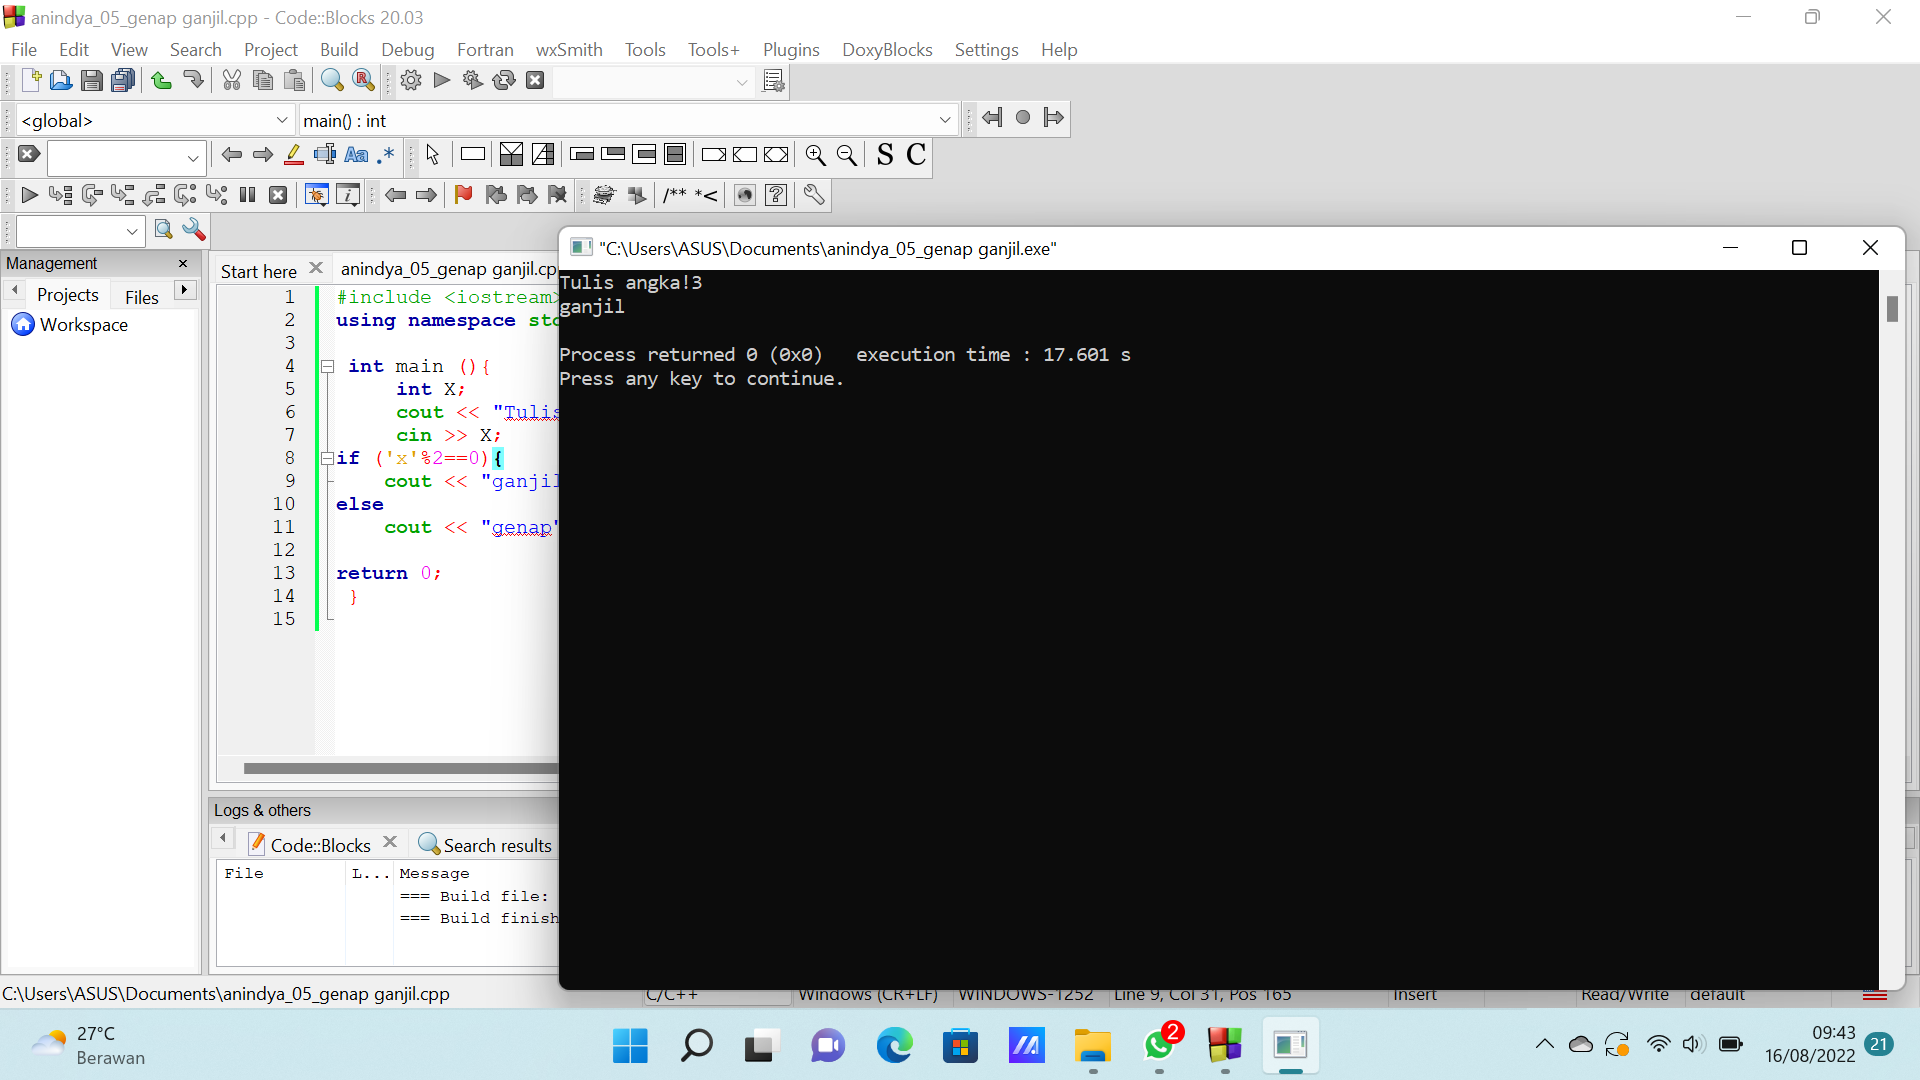 anindya_05_genap ganjil.cpp - Code::Blocks 20.03
File Edit View Search Project Build Debug Fortran wxSmith Tools Tools+ Plugins DoxyBlocks Settings Help
<global>
main() : int
Aa .*
S C
/** *<
Management
Projects
Files
Workspace
Start here
anindya_05_genap ganjil.cp
1 #include <iostream>
2 using namespace std
3
4 int main (){
5 int X;
6 cout << "Tulis
7 cin >> X;
8 if ('x'%2==0){
9 cout << "ganjil
10 else
11 cout << "genap"
12
13 return 0;
14 }
15
"C:\Users\ASUS\Documents\anindya_05_genap ganjil.exe"
Tulis angka!3
ganjil
Process returned 0 (0x0) execution time : 17.601 s
Press any key to continue.
Logs & others
Code::Blocks
Search results
File L... Message
=== Build file:
=== Build finish
C:\Users\ASUS\Documents\anindya_05_genap ganjil.cpp
C/C++ Windows (CR+LF) WINDOWS-1252 Line 9, Col 31, Pos 165 Insert Read/Write default
27°C
Berawan
2
09:43
16/08/2022
21